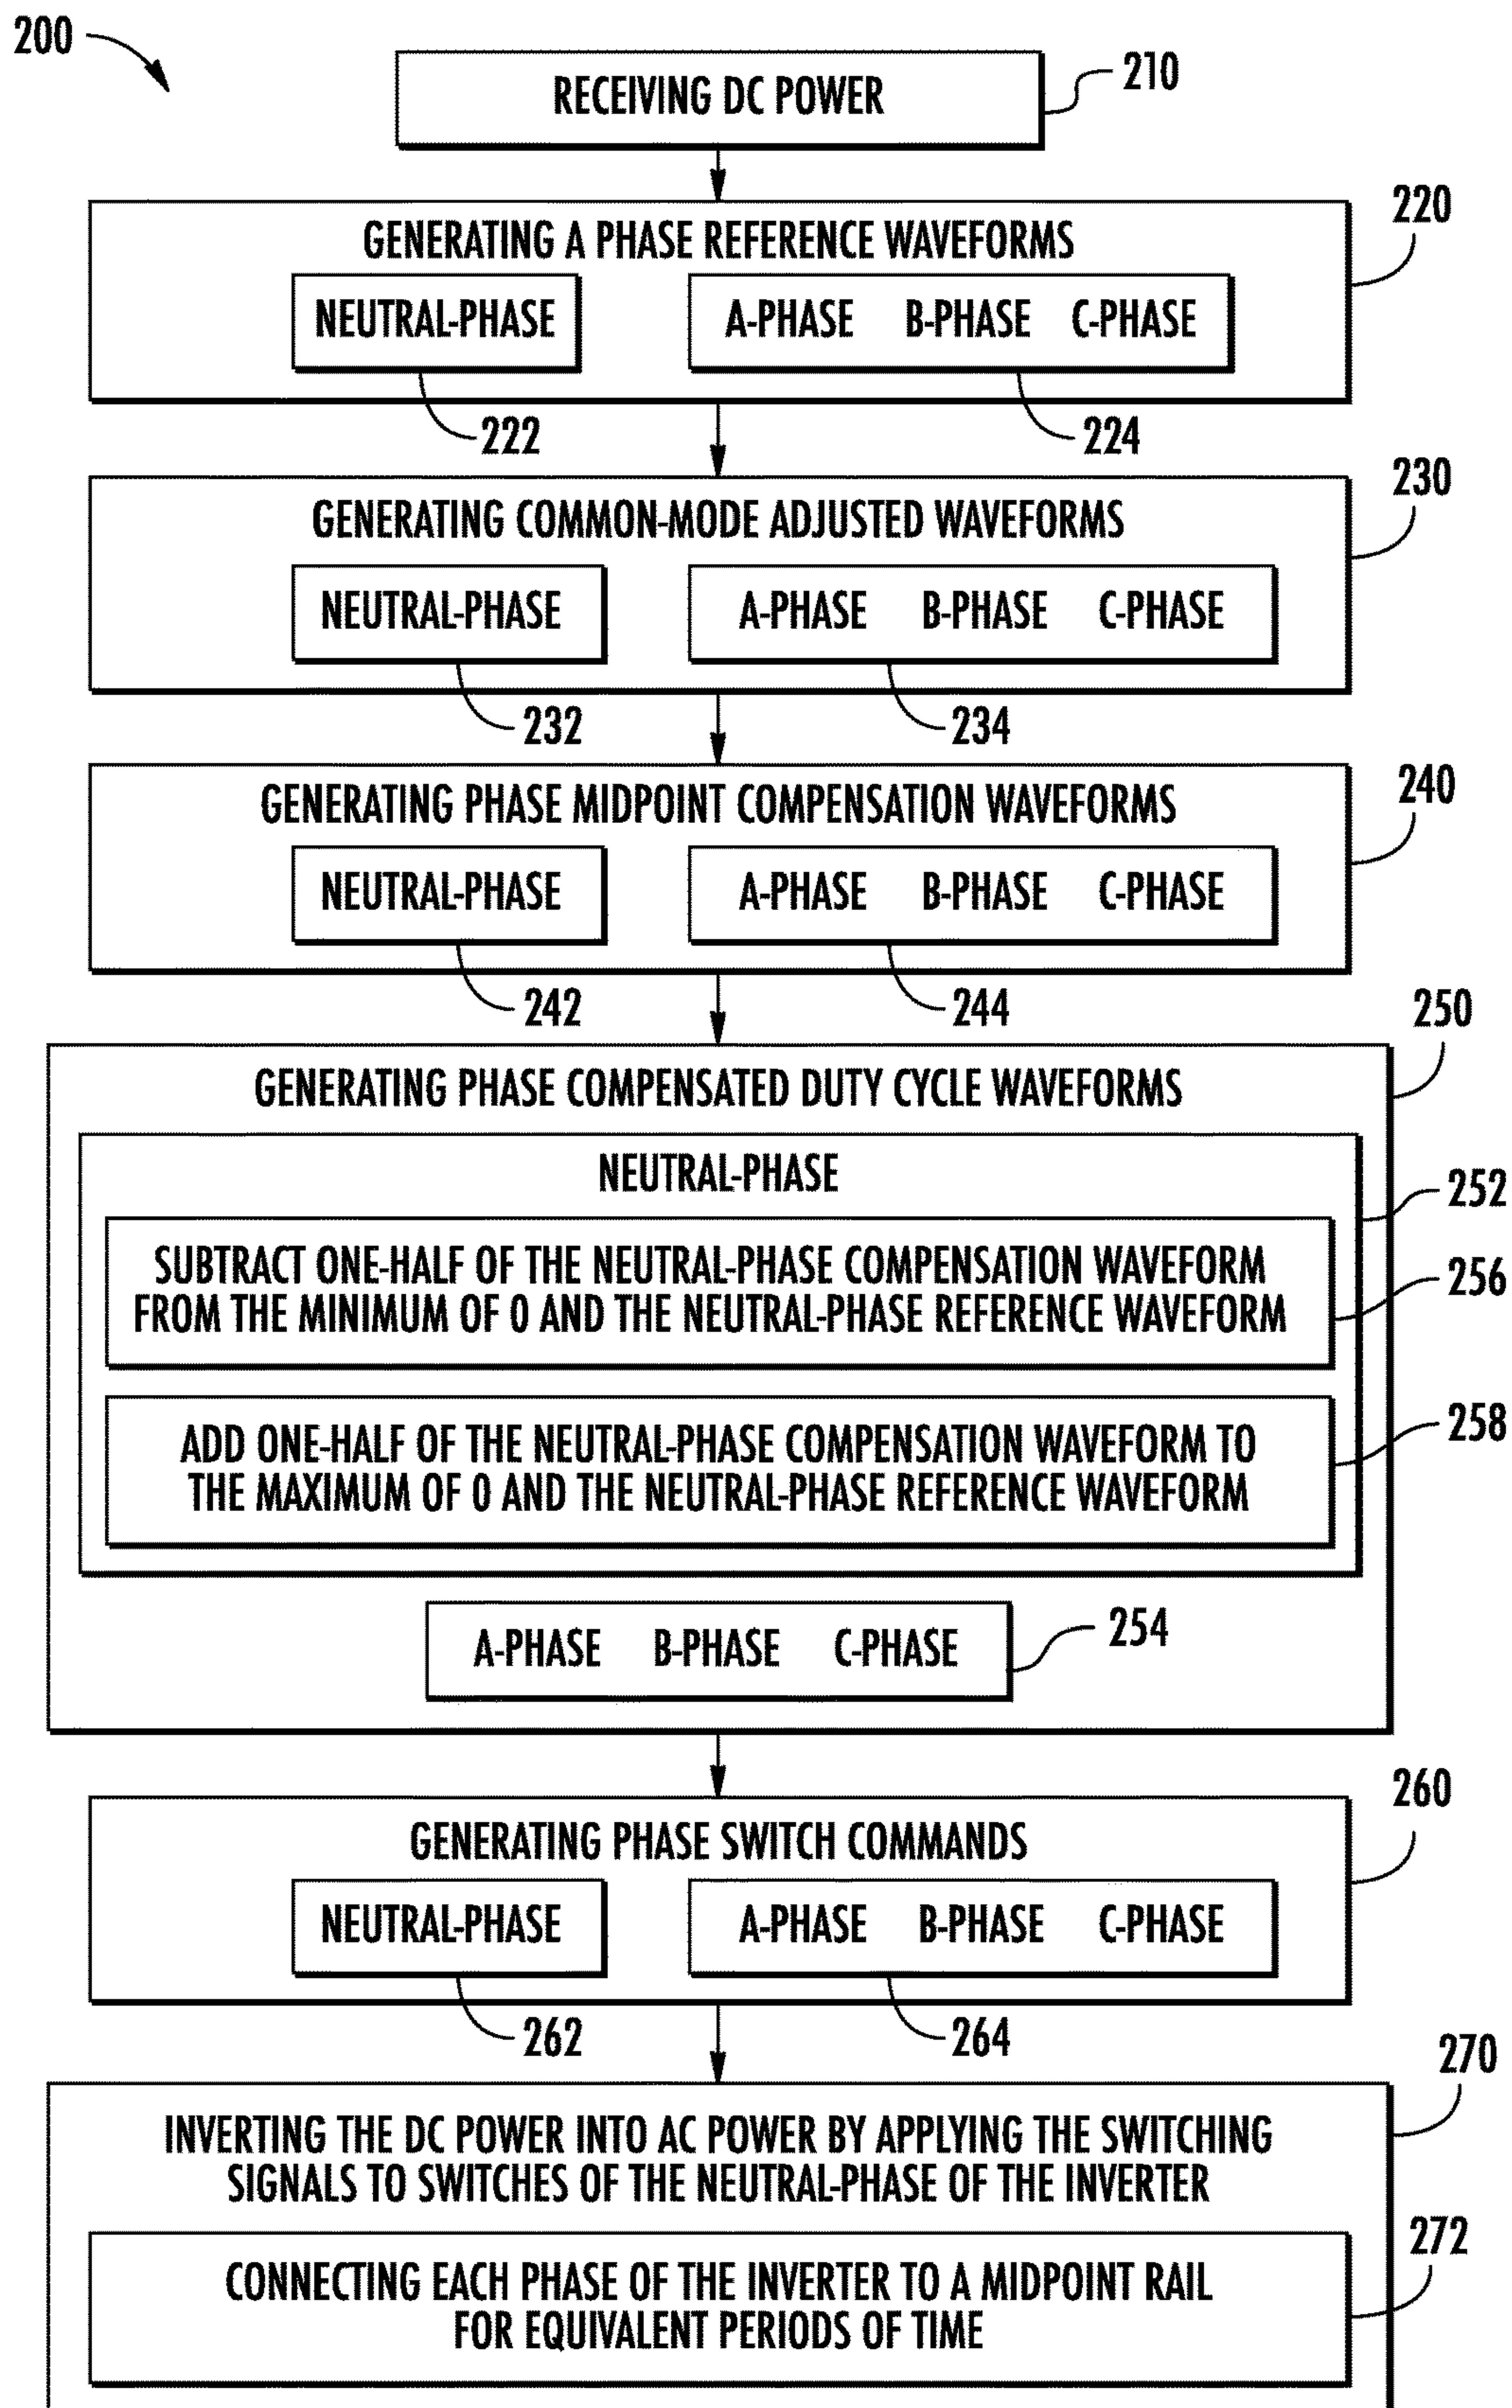 200
RECEIVING DC POWER
210
GENERATING A PHASE REFERENCE WAVEFORMS
220
NEUTRAL-PHASE
A-PHASE B-PHASE C-PHASE
222
224
GENERATING COMMON-MODE ADJUSTED WAVEFORMS
230
NEUTRAL-PHASE
A-PHASE B-PHASE C-PHASE
232
234
GENERATING PHASE MIDPOINT COMPENSATION WAVEFORMS
240
NEUTRAL-PHASE
A-PHASE B-PHASE C-PHASE
242
244
250
GENERATING PHASE COMPENSATED DUTY CYCLE WAVEFORMS
NEUTRAL-PHASE
252
SUBTRACT ONE-HALF OF THE NEUTRAL-PHASE COMPENSATION WAVEFORM
FROM THE MINIMUM OF 0 AND THE NEUTRAL-PHASE REFERENCE WAVEFORM
256
ADD ONE-HALF OF THE NEUTRAL-PHASE COMPENSATION WAVEFORM TO
THE MAXIMUM OF 0 AND THE NEUTRAL-PHASE REFERENCE WAVEFORM
258
A-PHASE B-PHASE C-PHASE
254
260
GENERATING PHASE SWITCH COMMANDS
NEUTRAL-PHASE
A-PHASE B-PHASE C-PHASE
262
264
270
INVERTING THE DC POWER INTO AC POWER BY APPLYING THE SWITCHING
SIGNALS TO SWITCHES OF THE NEUTRAL-PHASE OF THE INVERTER
272
CONNECTING EACH PHASE OF THE INVERTER TO A MIDPOINT RAIL
FOR EQUIVALENT PERIODS OF TIME